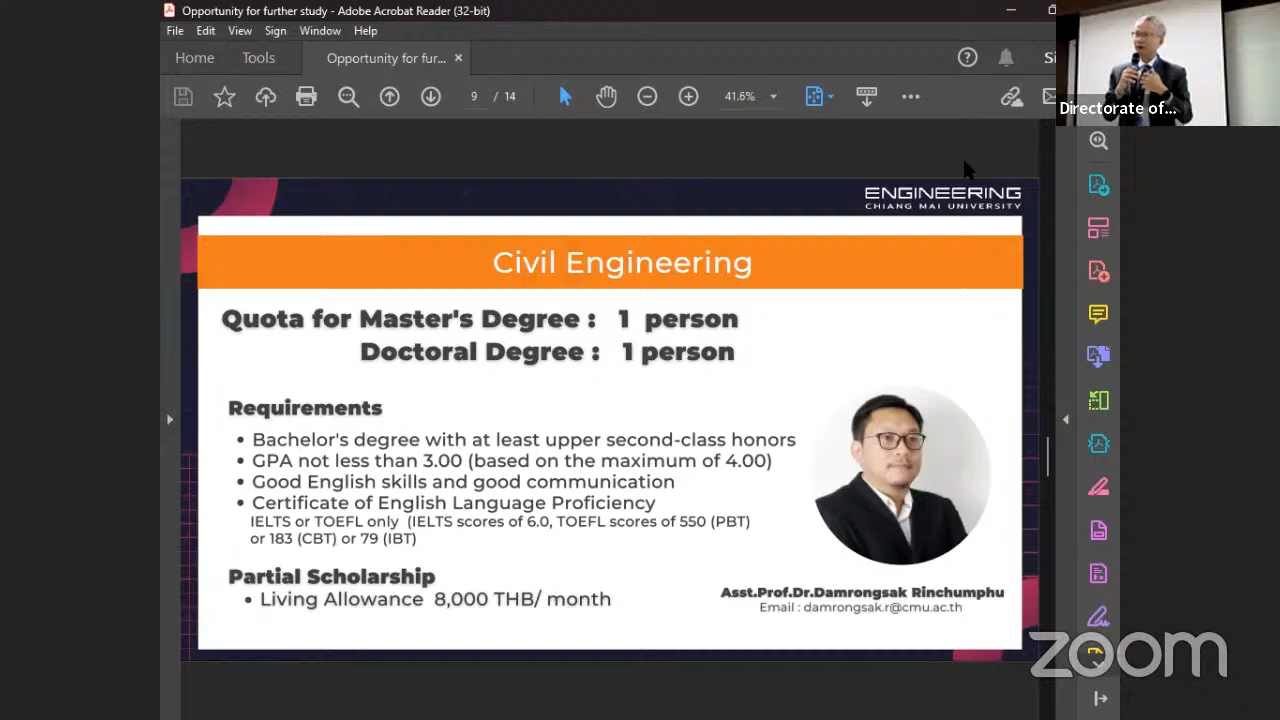 Opportunity for further study - Adobe Acrobat Reader (32-bit)
File Edit View Sign Window Help
Home Tools Opportunity for fur... ×
9 / 14 41.6%
Directorate of...
ENGINEERING
CHIANG MAI UNIVERSITY
Civil Engineering
Quota for Master's Degree : 1 person
Doctoral Degree : 1 person
Requirements
• Bachelor's degree with at least upper second-class honors
• GPA not less than 3.00 (based on the maximum of 4.00)
• Good English skills and good communication
• Certificate of English Language Proficiency
IELTS or TOEFL only (IELTS scores of 6.0, TOEFL scores of 550 (PBT)
or 183 (CBT) or 79 (IBT)
Partial Scholarship
• Living Allowance 8,000 THB/ month
Asst.Prof.Dr.Damrongsak Rinchumphu
Email : damrongsak.r@cmu.ac.th
zoom